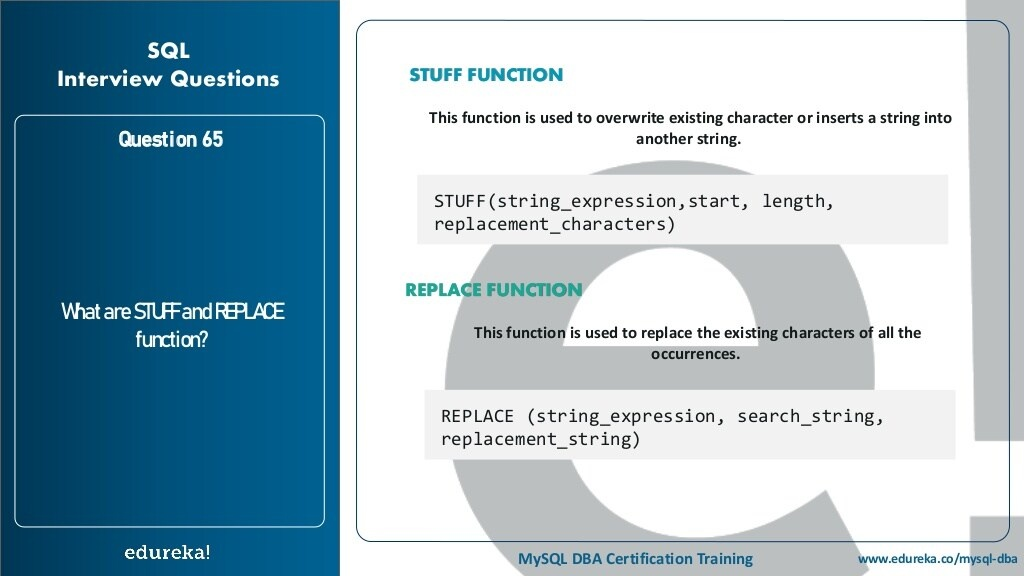 SQL
Interview Questions
Question 65
What are STUFF and REPLACE
function?
edureka!
STUFF FUNCTION
This function is used to overwrite existing character or inserts a string into
another string.
STUFF(string_expression,start, length,
replacement_characters)
REPLACE FUNCTION
This function is used to replace the existing characters of all the
occurrences.
REPLACE (string_expression, search_string,
replacement_string)
MySQL DBA Certification Training
www.edureka.co/mysql-dba